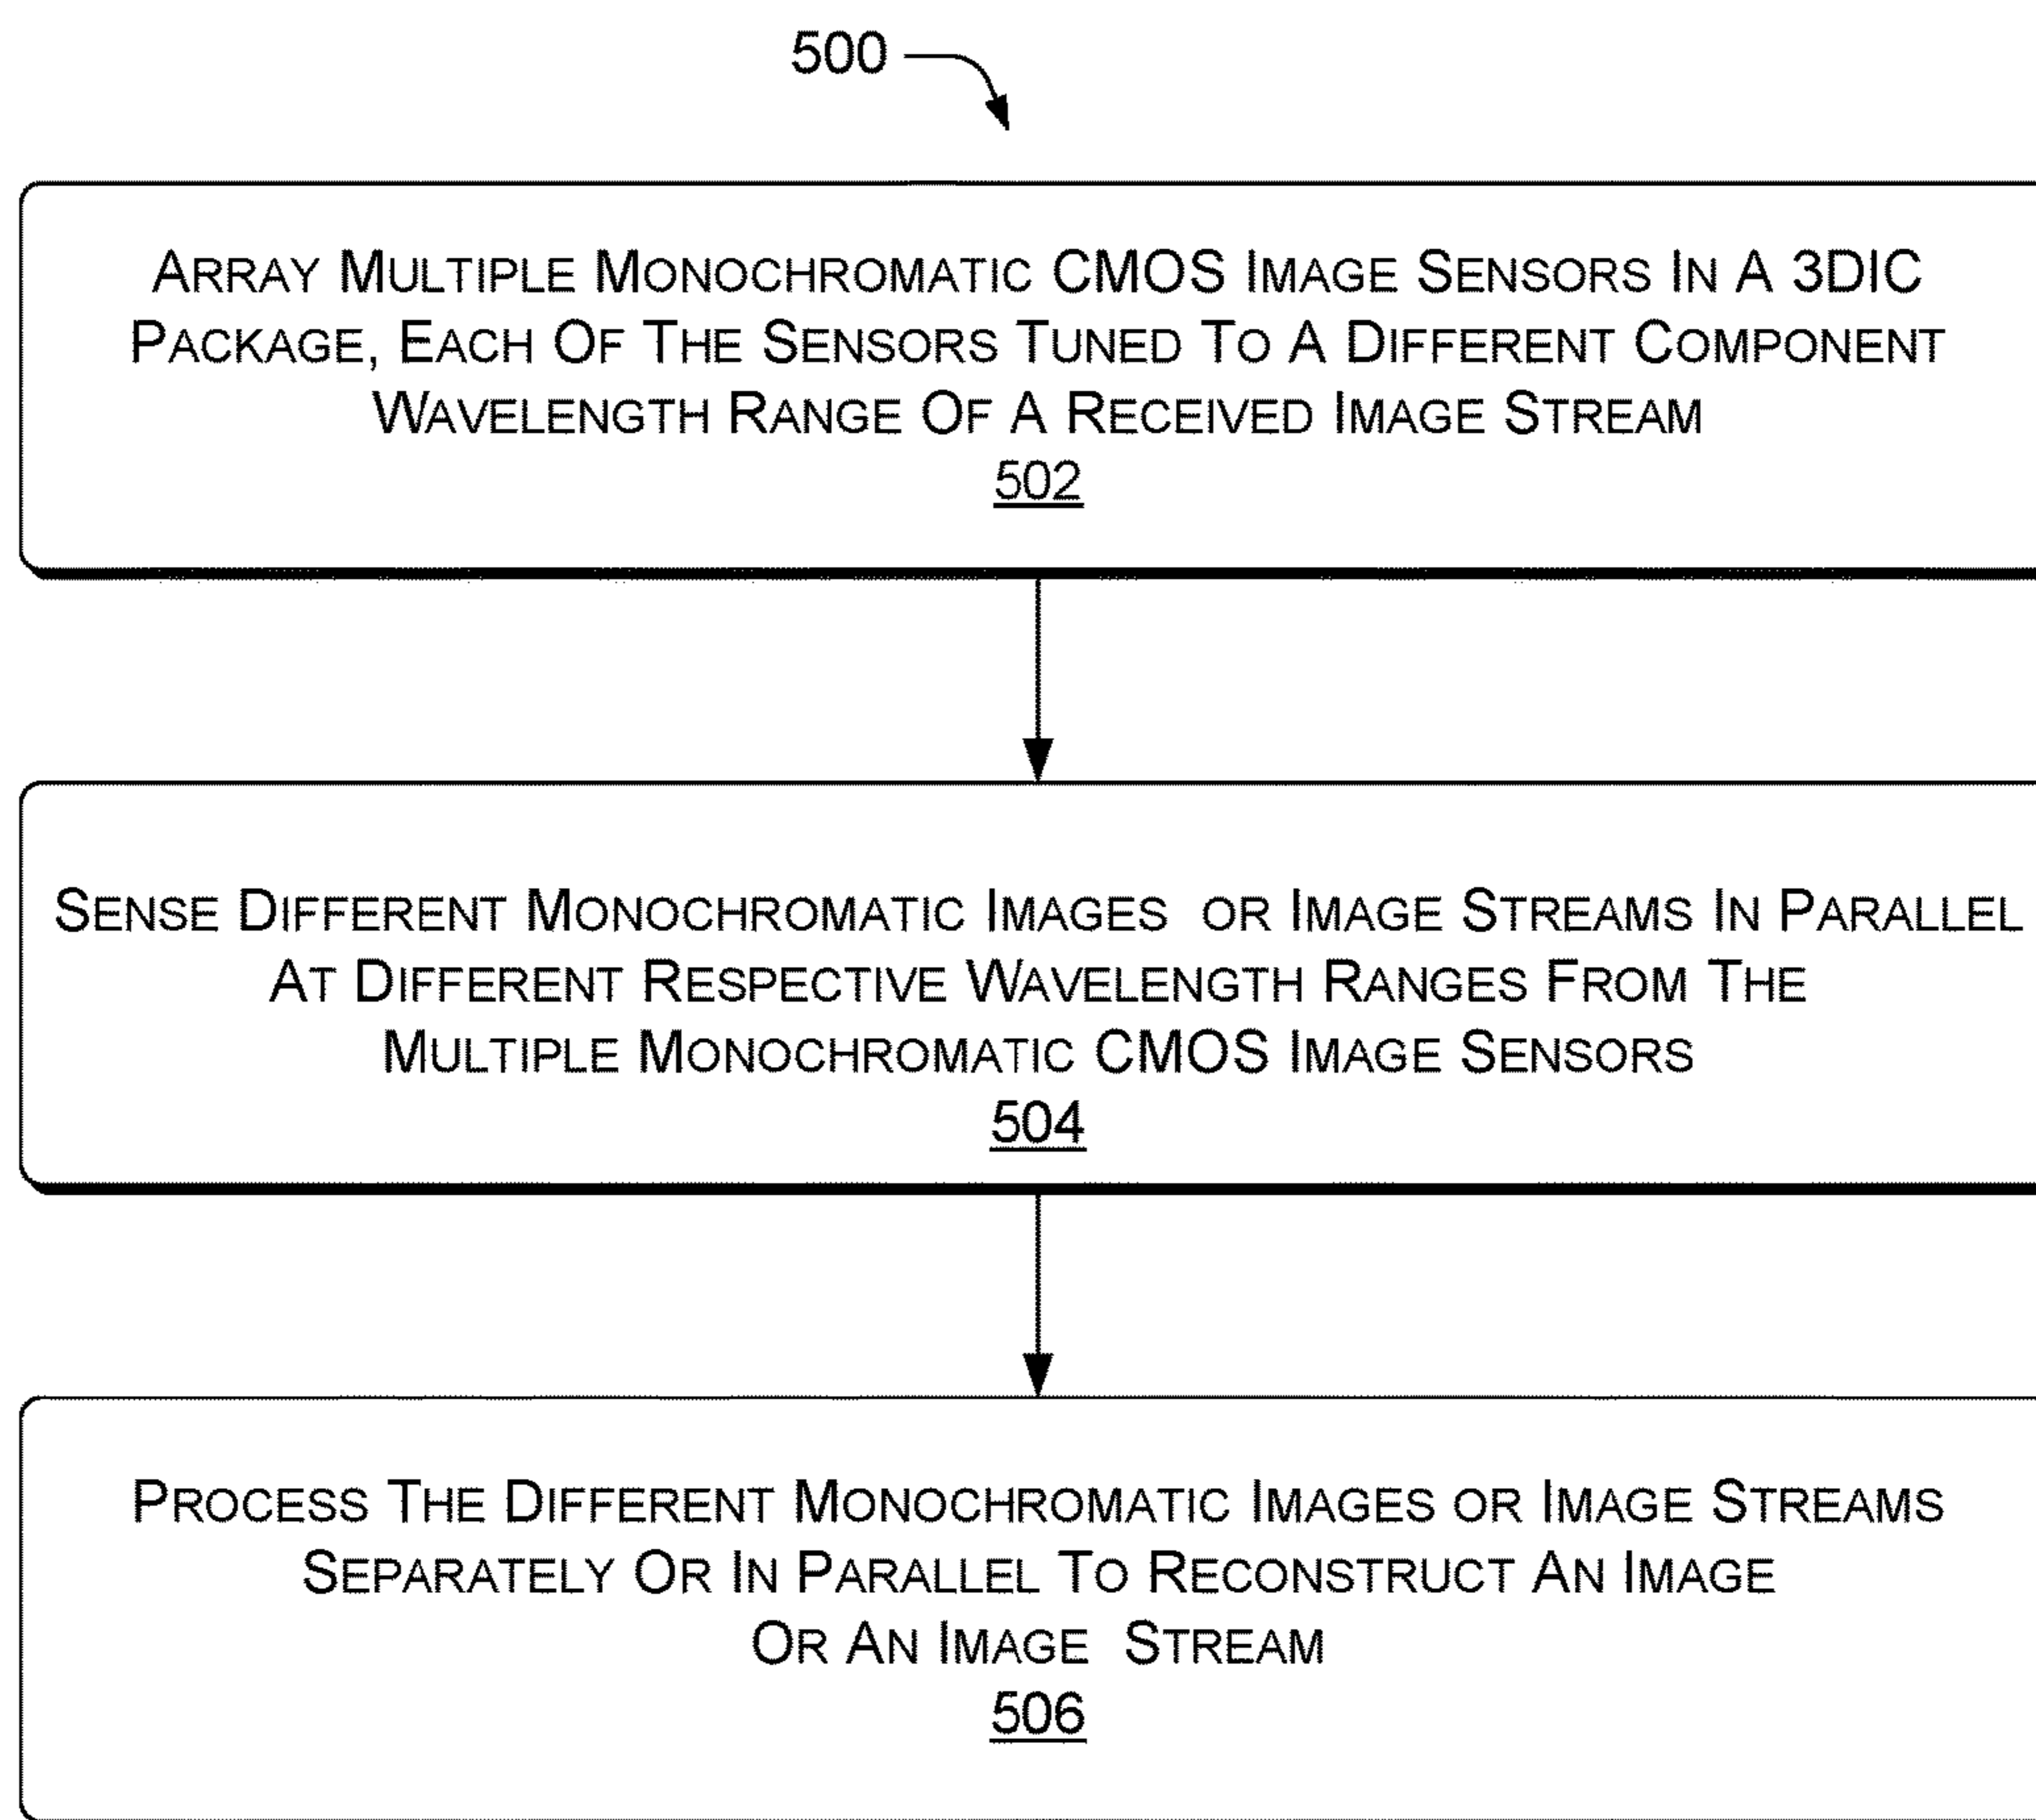 500
ARRAY MULTIPLE MONOCHROMATIC CMOS IMAGE SENSORS IN A 3DIC
PACKAGE, EACH OF THE SENSORS TUNED TO A DIFFERENT COMPONENT
WAVELENGTH RANGE OF A RECEIVED IMAGE STREAM
502
SENSE DIFFERENT MONOCHROMATIC IMAGES OR IMAGE STREAMS IN PARALLEL
AT DIFFERENT RESPECTIVE WAVELENGTH RANGES FROM THE
MULTIPLE MONOCHROMATIC CMOS IMAGE SENSORS
504
PROCESS THE DIFFERENT MONOCHROMATIC IMAGES OR IMAGE STREAMS
SEPARATELY OR IN PARALLEL TO RECONSTRUCT AN IMAGE
OR AN IMAGE STREAM
506